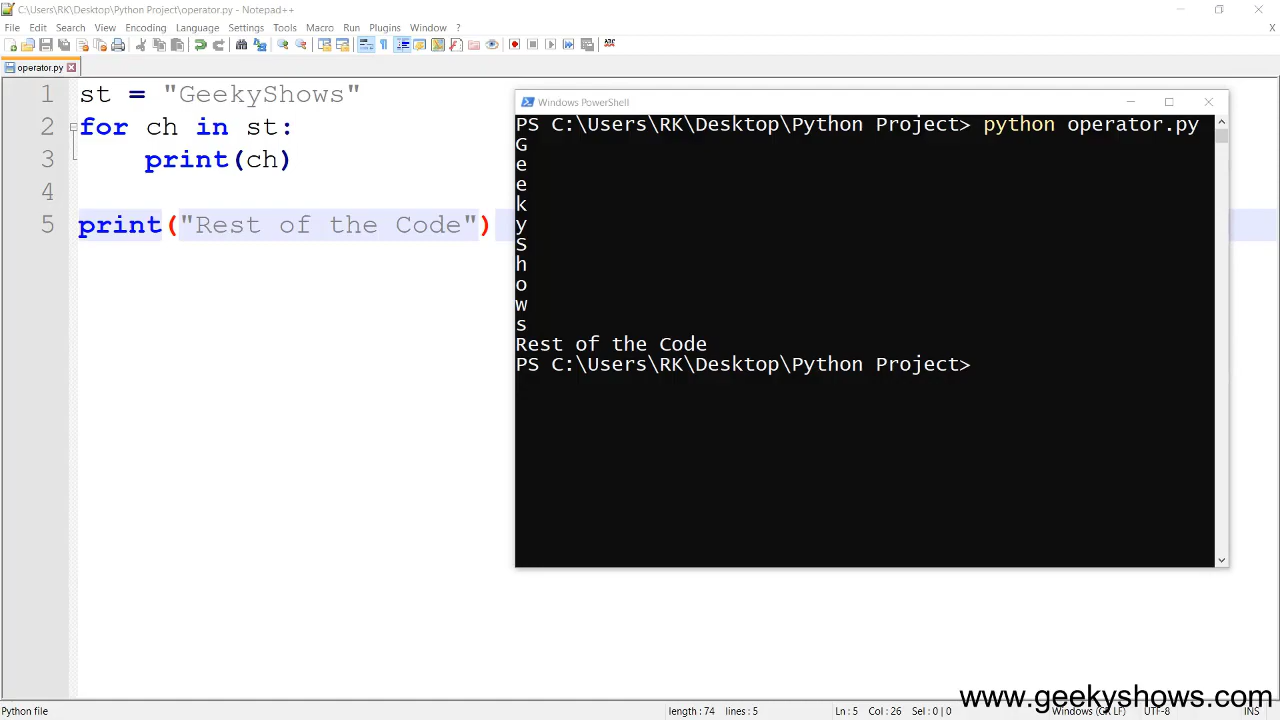 C:\Users\RK\Desktop\Python Project\operator.py - Notepad++
File Edit Search View Encoding Language Settings Tools Macro Run Plugins Window ?
X
ABC
operator.py
1 st = "GeekyShows"
2 for ch in st:
3 print(ch)
4
5 print("Rest of the Code")
Windows PowerShell
PS C:\Users\RK\Desktop\Python Project> python operator.py
G
e
e
k
y
S
h
o
w
s
Rest of the Code
PS C:\Users\RK\Desktop\Python Project>
www.geekyshows.com
Python file length : 74 lines : 5 Ln : 5 Col : 26 Sel : 0 | 0 Windows (CR LF) UTF-8 INS